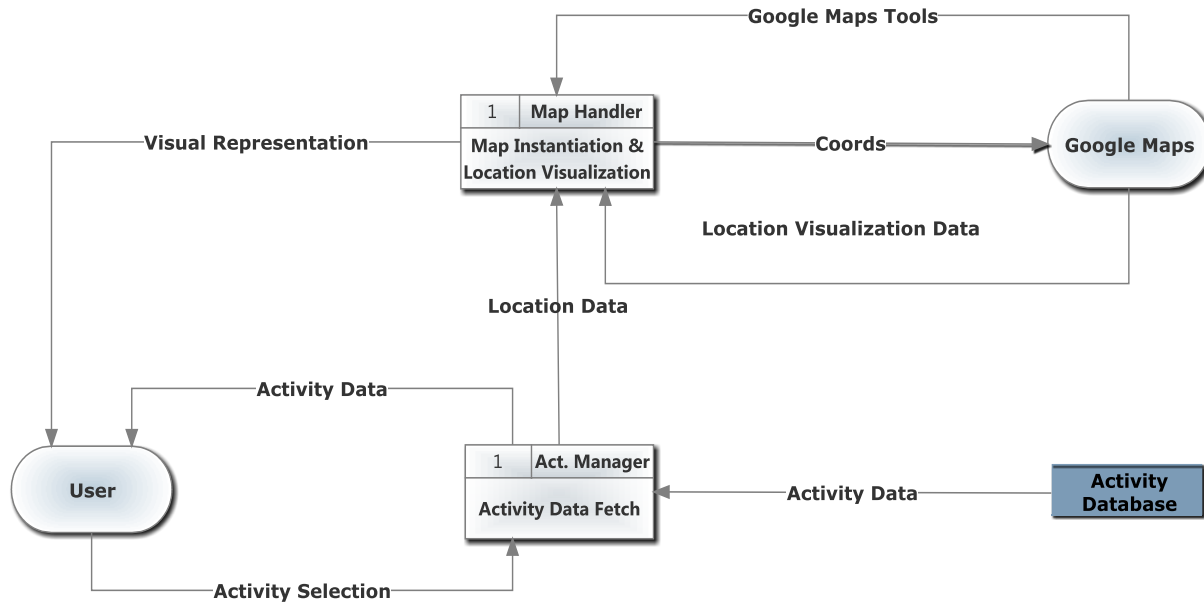 Google Maps Tools
1
Map Handler
Visual Representation
Map Instantiation &
Location Visualization
Coords
Google Maps
Location Visualization Data
Location Data
Activity Data
1
Act. Manager
User
Activity Data Fetch
Activity Data
Activity
Database
Activity Selection